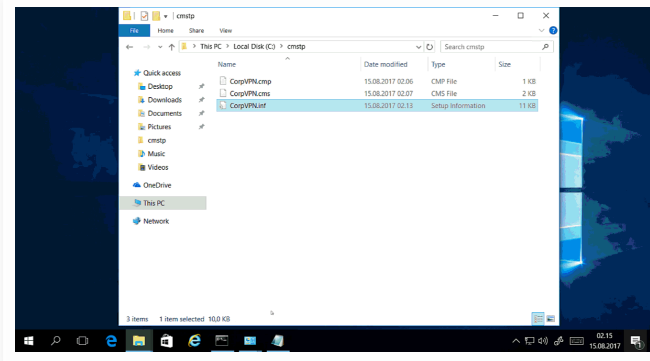 cmstp
File Home Share View
This PC > Local Disk (C:) > cmstp
Search cmstp
Name Date modified Type Size
Quick access
Desktop
Downloads
Documents
Pictures
cmstp
Music
Videos
OneDrive
This PC
Network
CorpVPN.cmp 15.08.2017 02.06 CMP File 1 KB
CorpVPN.cms 15.08.2017 02.07 CMS File 2 KB
CorpVPN.inf 15.08.2017 02.13 Setup Information 11 KB
3 items 1 item selected 10,0 KB
02.15
15.08.2017